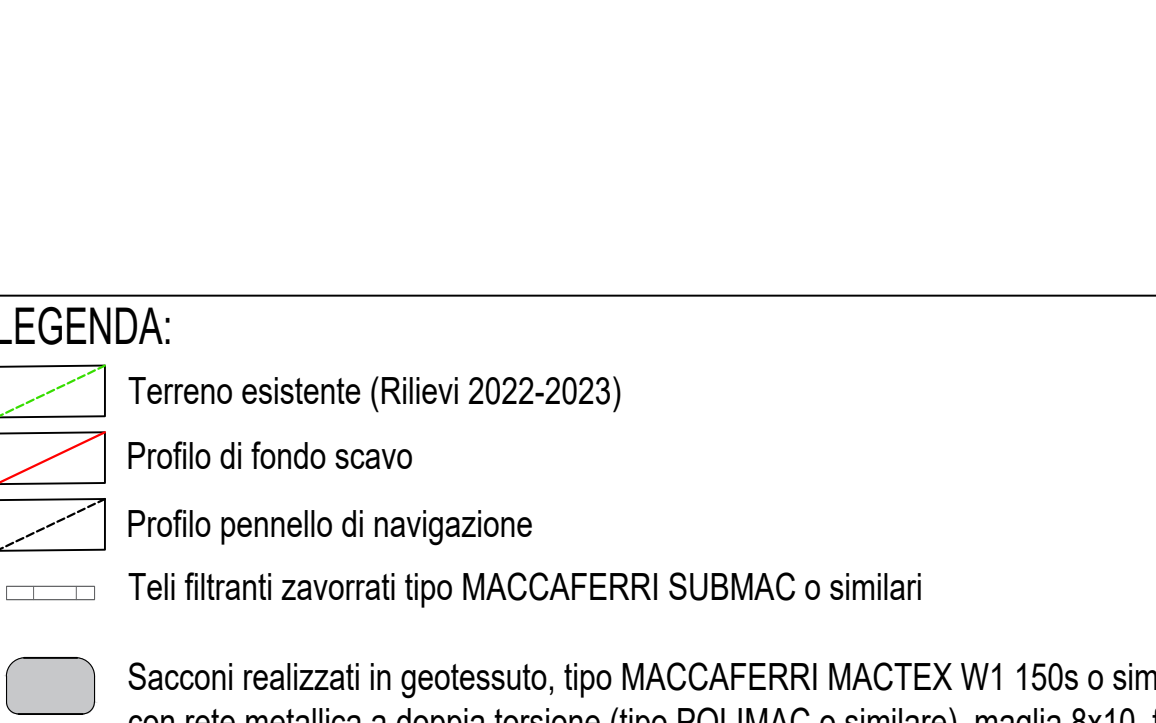 LEGENDA:
Terreno esistente (Rilievi 2022-2023)
Profilo di fondo scavo
Profilo pennello di navigazione
Teli filtranti zavorrati tipo MACCAFERRI SUBMAC o similari
Sacconi realizzati in geotessuto, tipo MACCAFERRI MACTEX W1 150s o sim
con rete metallica a doppia torsione (tipo POLIMAC o similare), maglia 8x10, t